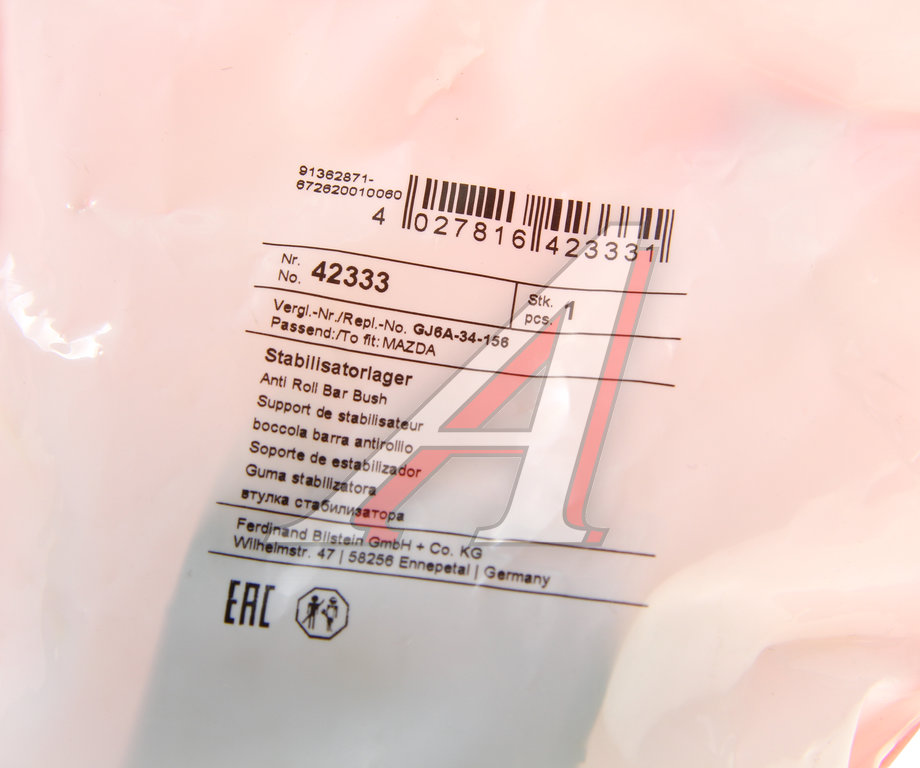 91362871-
672620010060
4 027816 423331
Nr.
No. 42333
Stk.
pcs. 1
Vergl.-Nr./Repl.-No. GJ6A-34-156
Passend:/To fit: MAZDA
Stabilisatorlager
Anti Roll Bar Bush
Support de stabilisateur
boccola barra antirollio
Soporte de estabilizador
Guma stabilizatora
втулка стабилизатора
Ferdinand Bilstein GmbH + Co. KG
Wilhelmstr. 47 | 58256 Ennepetal | Germany
EAC